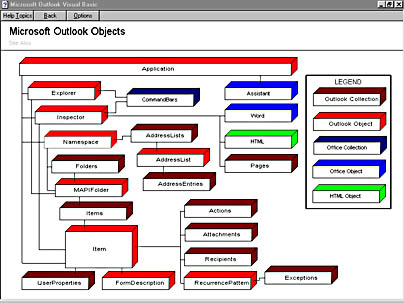 Microsoft Outlook Visual Basic
Help Topics Back Options
Microsoft Outlook Objects
See Also
Application
Explorer
CommandBars
Inspector
Namespace
AddressLists
AddressList
AddressEntries
Folders
MAPIFolder
Items
Item
UserProperties
FormDescription
Actions
Attachments
Recipients
RecurrencePattern
Exceptions
Assistant
Word
HTML
Pages
LEGEND
Outlook Collection
Outlook Object
Office Collection
Office Object
HTML Object